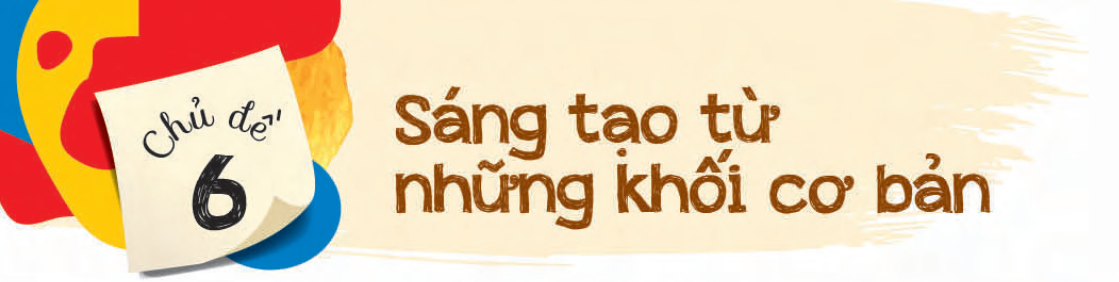 Chủ đề
6
Sáng tạo từ
những khối cơ bản